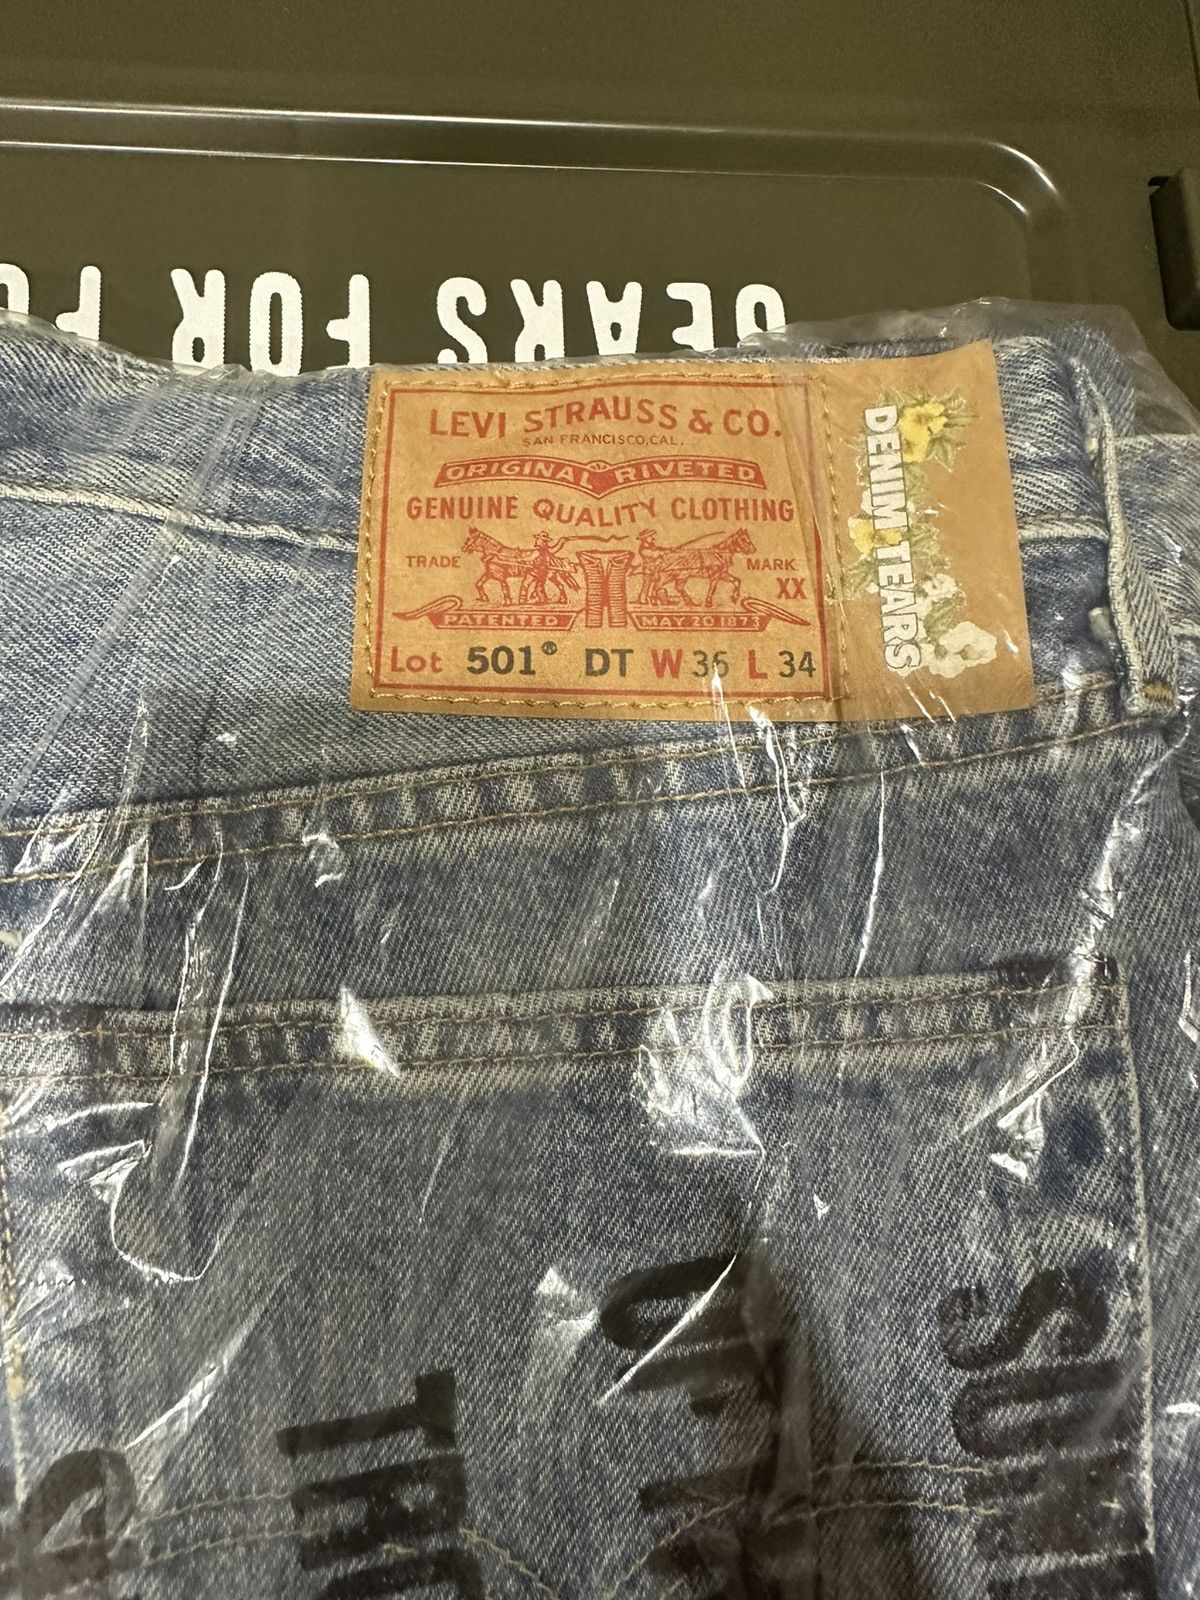 GEARS FOR
LEVI STRAUSS & CO.
SAN FRANCISCO, CAL.
ORIGINAL RIVETED
GENUINE QUALITY CLOTHING
TRADE MARK
XX
PATENTED MAY 20 1873
Lot 501® DT W 36 L 34
DENIM TEARS